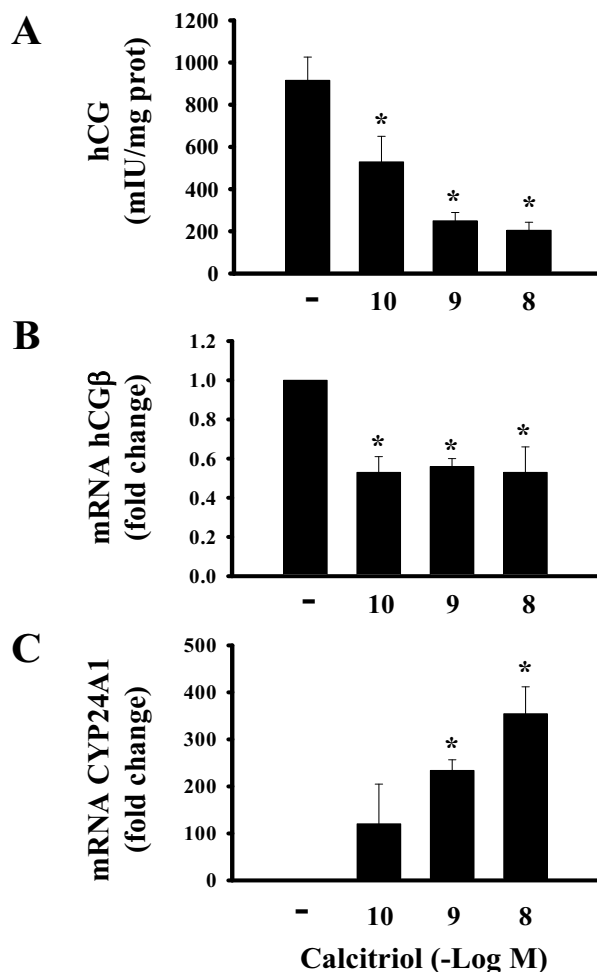 A
hCG
(mIU/mg prot)
1200
1000
800
600
400
200
0
*
*
*
- 10 9 8
B
mRNA hCGβ
(fold change)
1.2
1.0
0.8
0.6
0.4
0.2
0.0
*
*
*
- 10 9 8
C
mRNA CYP24A1
(fold change)
500
400
300
200
100
0
*
*
- 10 9 8
Calcitriol (-Log M)